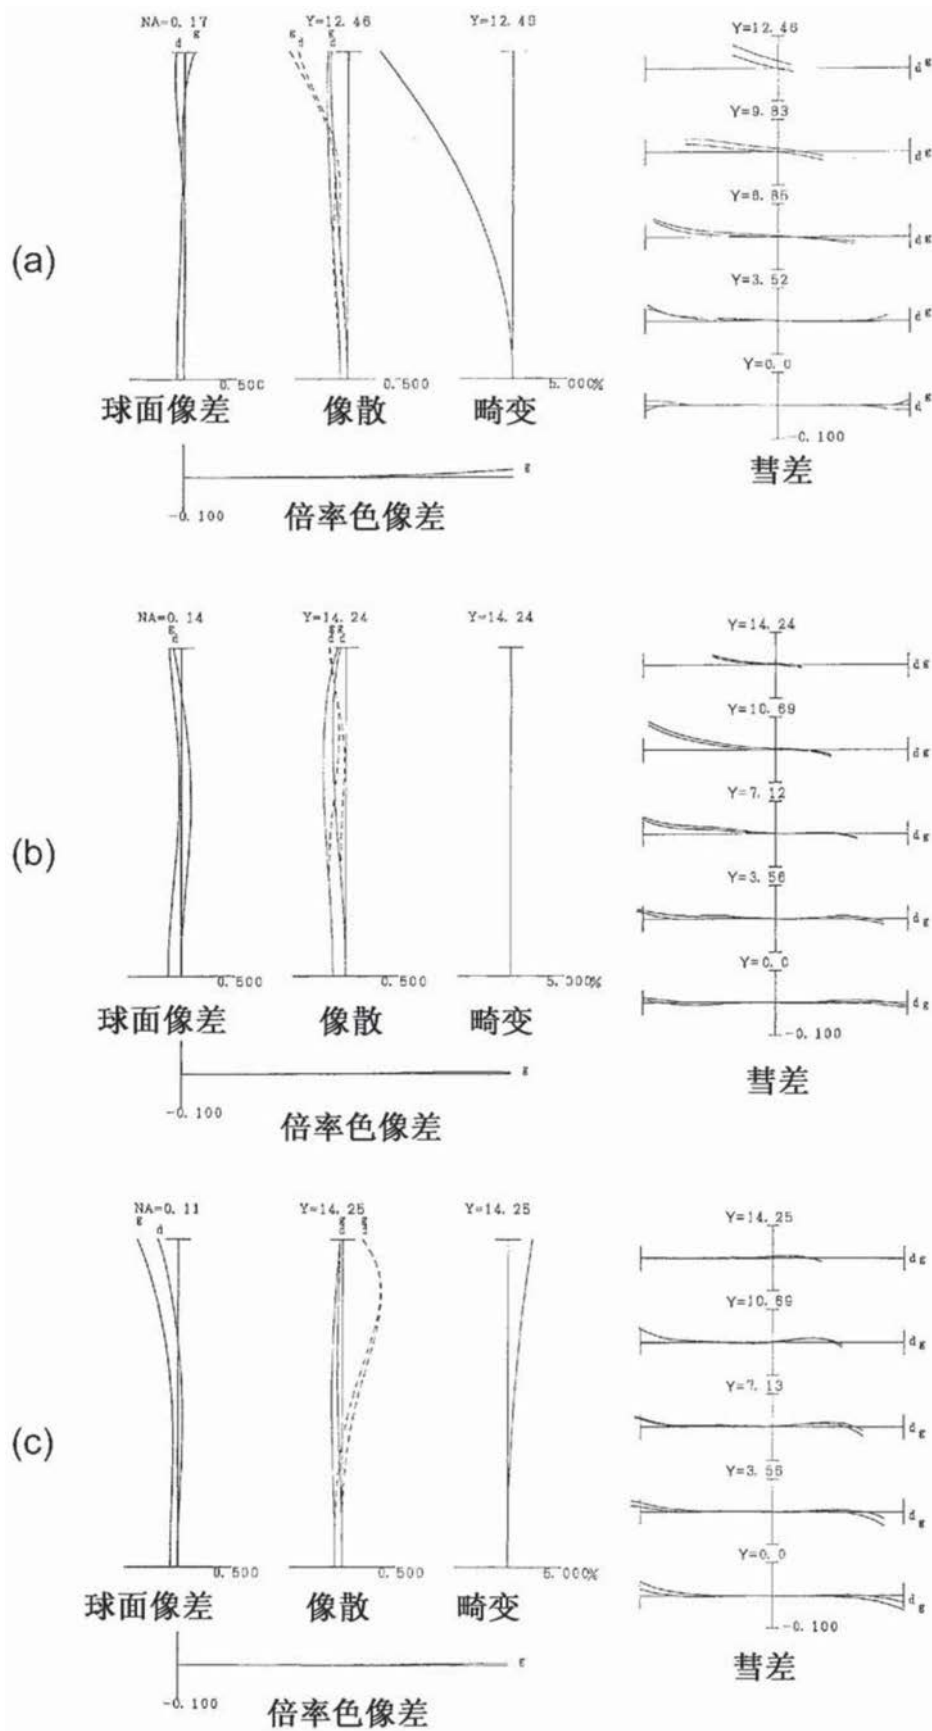 (a)
NA=0.17
g
d
0.500
球面像差
Y=12.46
g
d
g
d
0.500
像散
Y=12.46
5.000%
畸变
g
-0.100
倍率色像差
Y=12.46
d g
Y=9.83
d g
Y=6.85
d g
Y=3.52
d g
Y=0.0
d g
-0.100
彗差
(b)
NA=0.14
g
d
0.500
球面像差
Y=14.24
g
d
g
d
0.500
像散
Y=14.24
5.000%
畸变
g
-0.100
倍率色像差
Y=14.24
d g
Y=10.69
d g
Y=7.12
d g
Y=3.56
d g
Y=0.0
d g
-0.100
彗差
(c)
NA=0.11
g
d
0.500
球面像差
Y=14.25
g
d
g
d
0.500
像散
Y=14.25
5.000%
畸变
g
-0.100
倍率色像差
Y=14.25
d g
Y=10.69
d g
Y=7.13
d g
Y=3.56
d g
Y=0.0
d g
-0.100
彗差